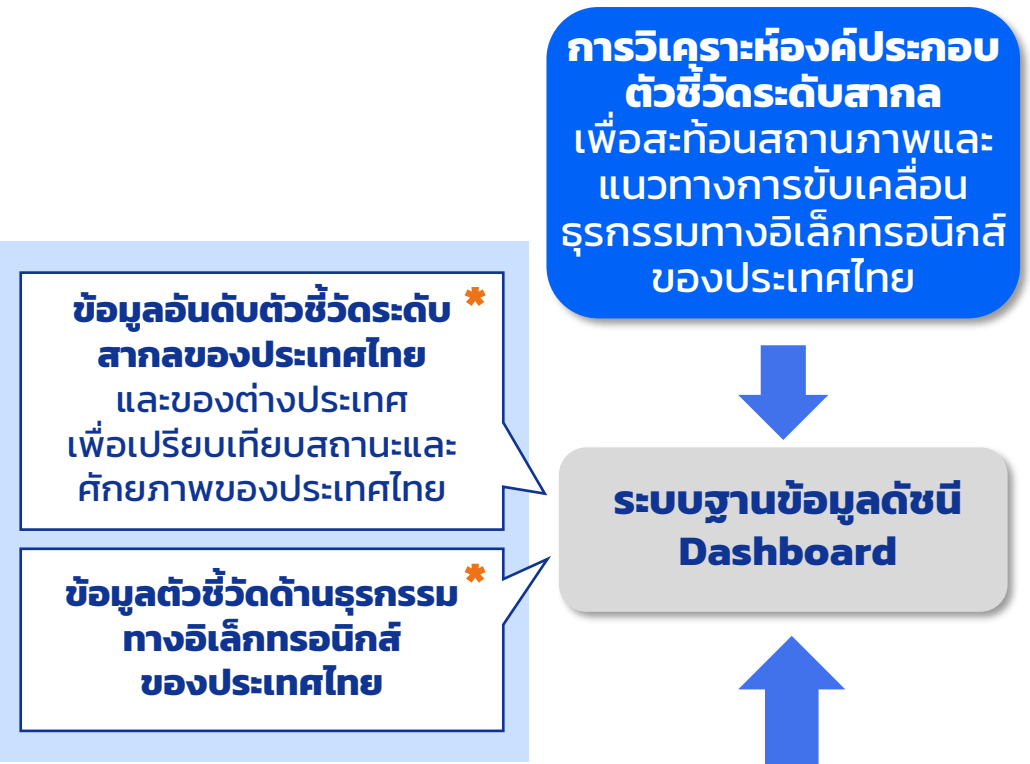 การวิเคราะห์องค์ประกอบ
ตัวชี้วัดระดับสากล
เพื่อสะท้อนสถานภาพและ
แนวทางการขับเคลื่อน
ธุรกรรมทางอิเล็กทรอนิกส์
ของประเทศไทย
ข้อมูลอันดับตัวชี้วัดระดับ *
สากลของประเทศไทย
และของต่างประเทศ
เพื่อเปรียบเทียบสถานะและ
ศักยภาพของประเทศไทย
ระบบฐานข้อมูลดัชนี
Dashboard
ข้อมูลตัวชี้วัดด้านธุรกรรม *
ทางอิเล็กทรอนิกส์
ของประเทศไทย